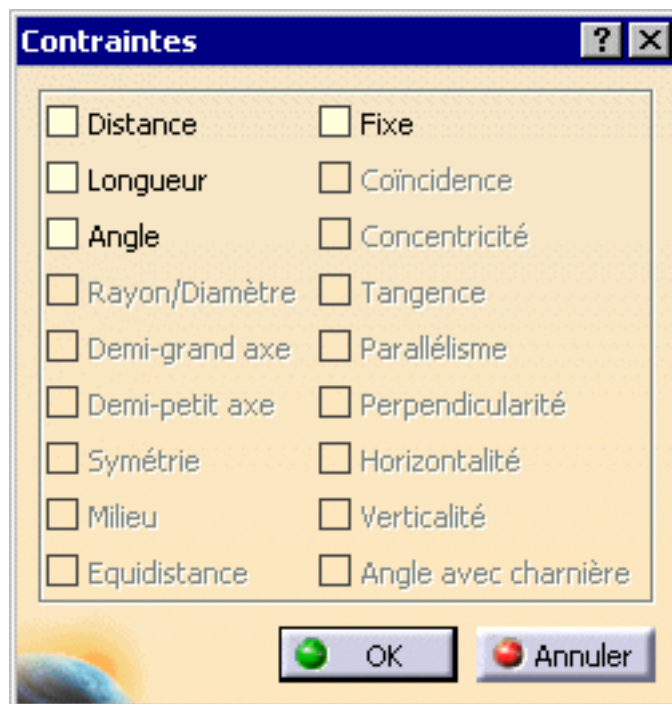 Contraintes
Distance
Fixe
Longueur
Coïncidence
Angle
Concentricité
Rayon/Diamètre
Tangence
Demi-grand axe
Parallélisme
Demi-petit axe
Perpendicularité
Symétrie
Horizontalité
Milieu
Verticalité
Equidistance
Angle avec charnière
OK
Annuler